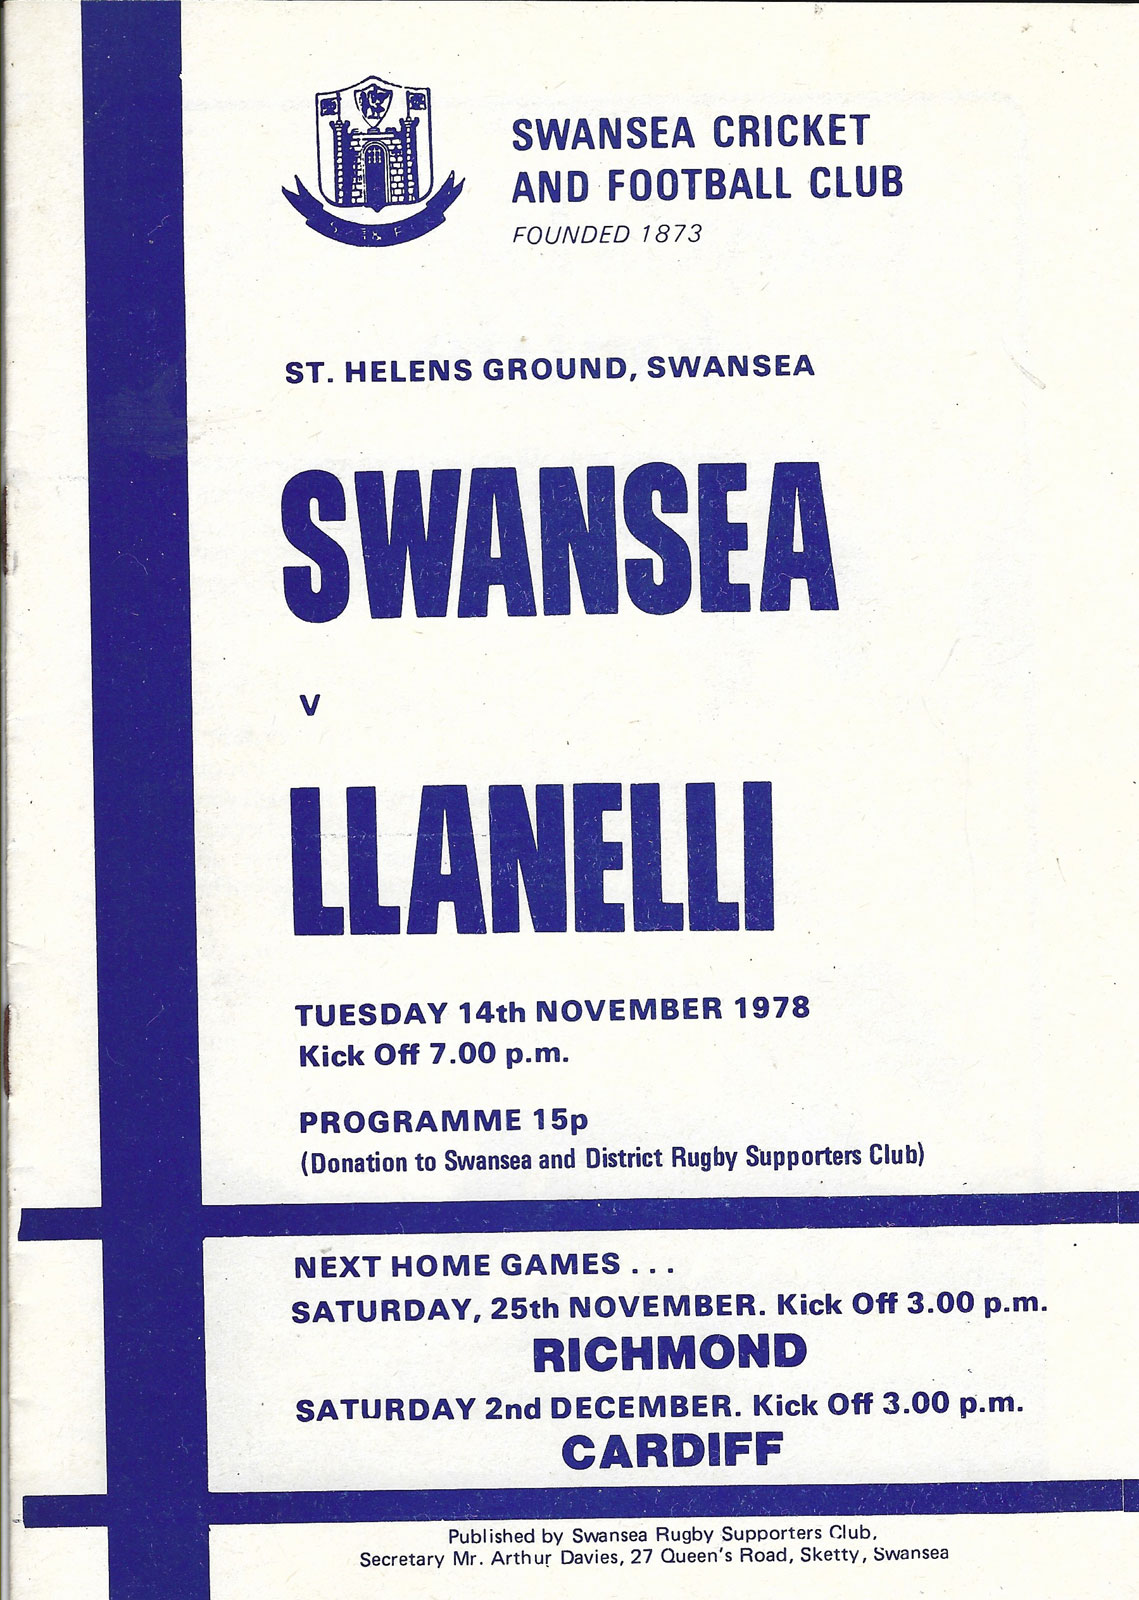 SWANSEA CRICKET
AND FOOTBALL CLUB
FOUNDED 1873
ST. HELENS GROUND, SWANSEA
SWANSEA
v
LLANELLI
TUESDAY 14th NOVEMBER 1978
Kick Off 7.00 p.m.
PROGRAMME 15p
(Donation to Swansea and District Rugby Supporters Club)
NEXT HOME GAMES . . .
SATURDAY, 25th NOVEMBER. Kick Off 3.00 p.m.
RICHMOND
SATURDAY 2nd DECEMBER. Kick Off 3.00 p.m.
CARDIFF
Published by Swansea Rugby Supporters Club,
Secretary Mr. Arthur Davies, 27 Queen's Road, Sketty, Swansea